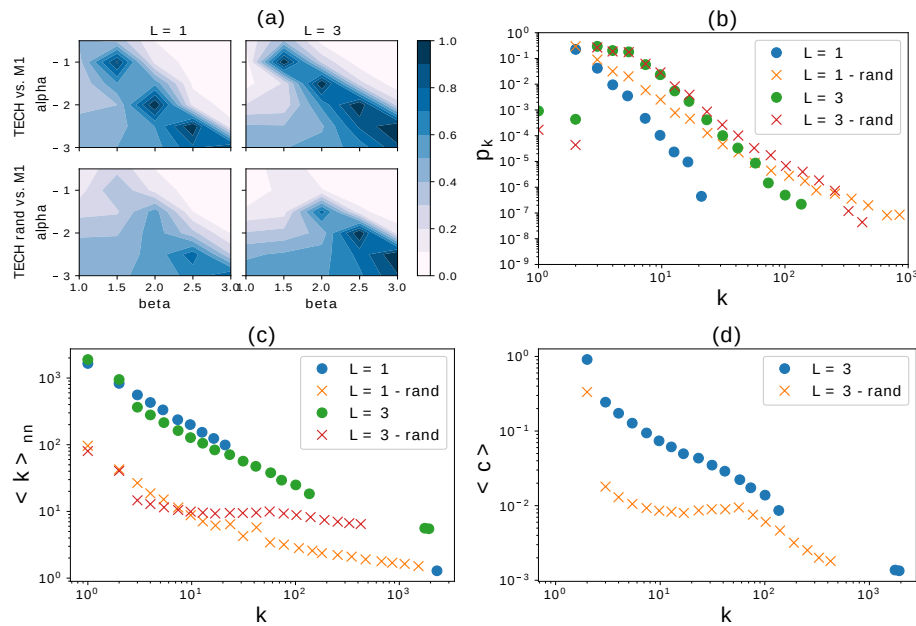 (a)
L = 1
L = 3
TECH vs. M1
alpha
- 1
- 2
- 3
TECH rand vs. M1
alpha
- 1
- 2
- 3
1.0 1.5 2.0 2.5 3.0
1.0 1.5 2.0 2.5 3.0
beta
beta
1.0
0.8
0.6
0.4
0.2
0.0
(b)
10^0
10^-1
10^-2
10^-3
10^-4
10^-5
10^-6
10^-7
10^-8
10^-9
p_k
L = 1
L = 1 - rand
L = 3
L = 3 - rand
10^0 10^1 10^2 10^3
k
(c)
10^3
10^2
10^1
10^0
< k > nn
L = 1
L = 1 - rand
L = 3
L = 3 - rand
10^0 10^1 10^2 10^3
k
(d)
10^0
10^-1
10^-2
10^-3
< c >
L = 3
L = 3 - rand
10^0 10^1 10^2 10^3
k